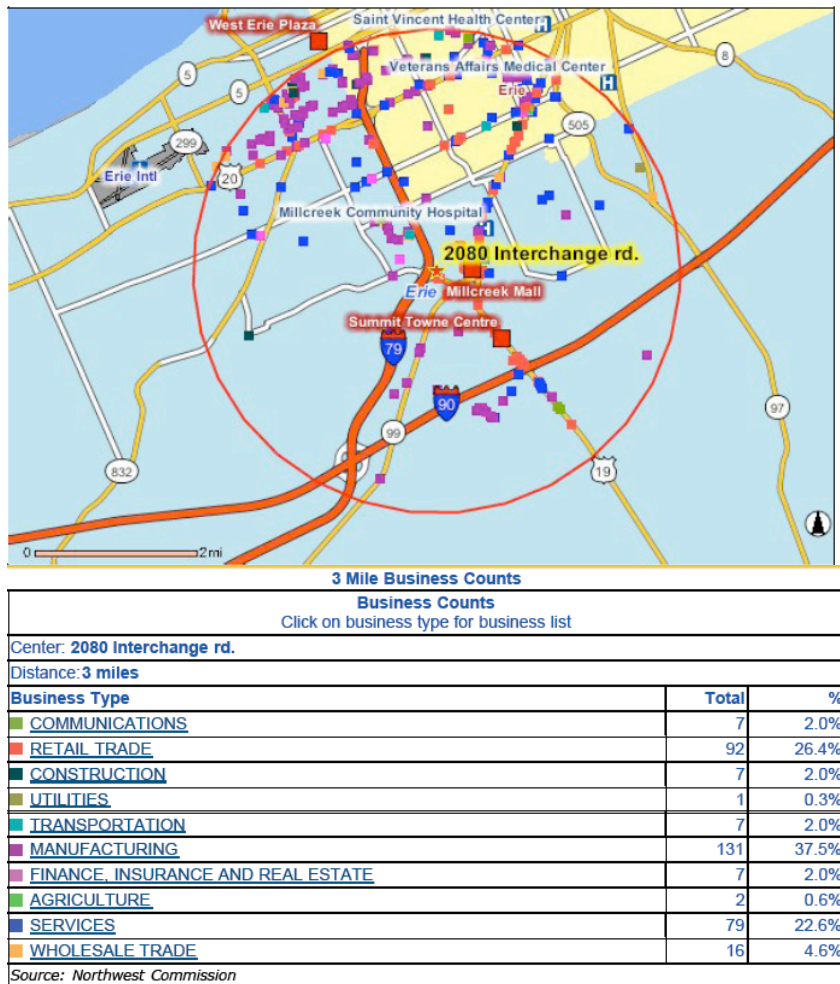 West Erie Plaza
Saint Vincent Health Center
H
5
Veterans Affairs Medical Center
8
5
Erie
H
505
299
Erie Intl
20
Millcreek Community Hospital
H
2080 Interchange rd.
Erie
Millcreek Mall
Summit Towne Centre
79
90
97
99
832
19
0
2mi
3 Mile Business Counts
Business Counts
Click on business type for business list
Center: 2080 Interchange rd.
Distance: 3 miles
Business Type Total %
COMMUNICATIONS 7 2.0%
RETAIL TRADE 92 26.4%
CONSTRUCTION 7 2.0%
UTILITIES 1 0.3%
TRANSPORTATION 7 2.0%
MANUFACTURING 131 37.5%
FINANCE, INSURANCE AND REAL ESTATE 7 2.0%
AGRICULTURE 2 0.6%
SERVICES 79 22.6%
WHOLESALE TRADE 16 4.6%
Source: Northwest Commission